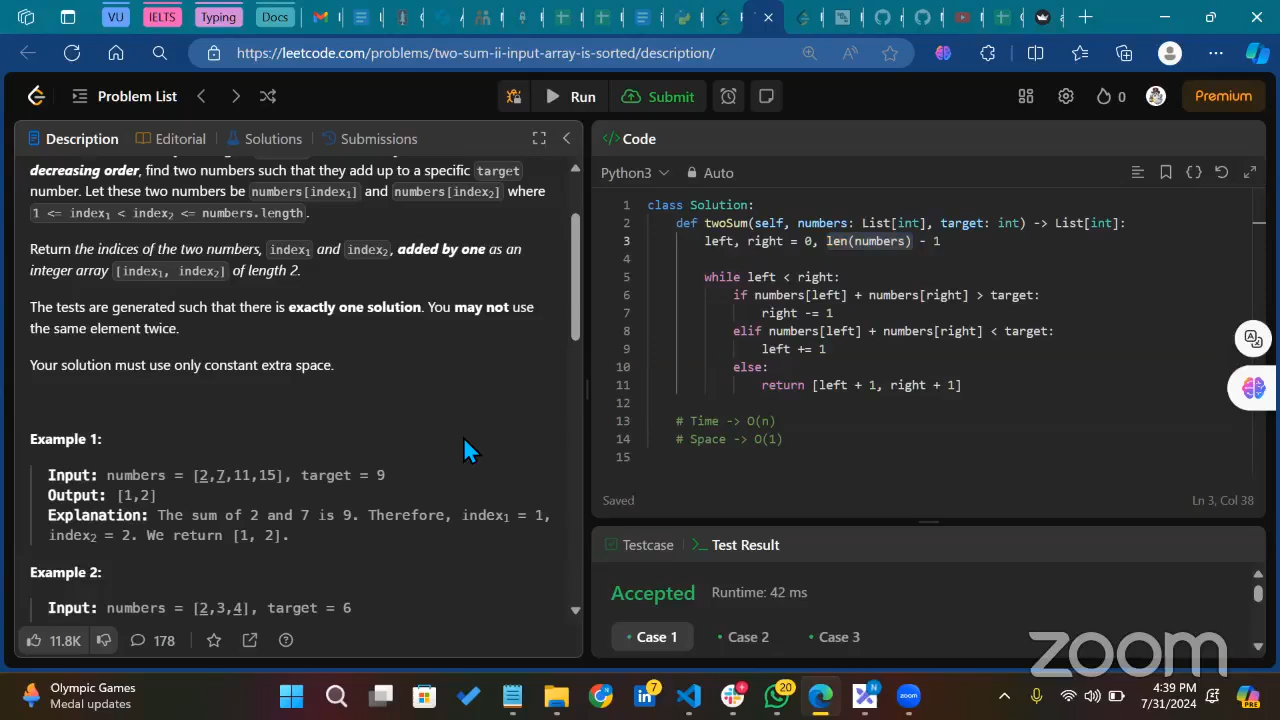 VU IELTS Typing Docs
https://leetcode.com/problems/two-sum-ii-input-array-is-sorted/description/
Problem List Run Submit 0 Premium
Description Editorial Solutions Submissions
decreasing order, find two numbers such that they add up to a specific target
number. Let these two numbers be numbers[index₁] and numbers[index₂] where
1 <= index₁ < index₂ <= numbers.length.
Return the indices of the two numbers, index₁ and index₂, added by one as an
integer array [index₁, index₂] of length 2.
The tests are generated such that there is exactly one solution. You may not use
the same element twice.
Your solution must use only constant extra space.
Example 1:
Input: numbers = [2,7,11,15], target = 9
Output: [1,2]
Explanation: The sum of 2 and 7 is 9. Therefore, index₁ = 1,
index₂ = 2. We return [1, 2].
Example 2:
Input: numbers = [2,3,4], target = 6
11.8K 178
Code
Python3 Auto
1 class Solution:
2     def twoSum(self, numbers: List[int], target: int) -> List[int]:
3         left, right = 0, len(numbers) - 1
4
5         while left < right:
6             if numbers[left] + numbers[right] > target:
7                 right -= 1
8             elif numbers[left] + numbers[right] < target:
9                 left += 1
10             else:
11                 return [left + 1, right + 1]
12
13     # Time -> O(n)
14     # Space -> O(1)
15
Saved Ln 3, Col 38
Testcase Test Result
Accepted Runtime: 42 ms
Case 1 Case 2 Case 3
zoom
Olympic Games
Medal updates
7
20
N
zoom
4:39 PM
7/31/2024
PRE